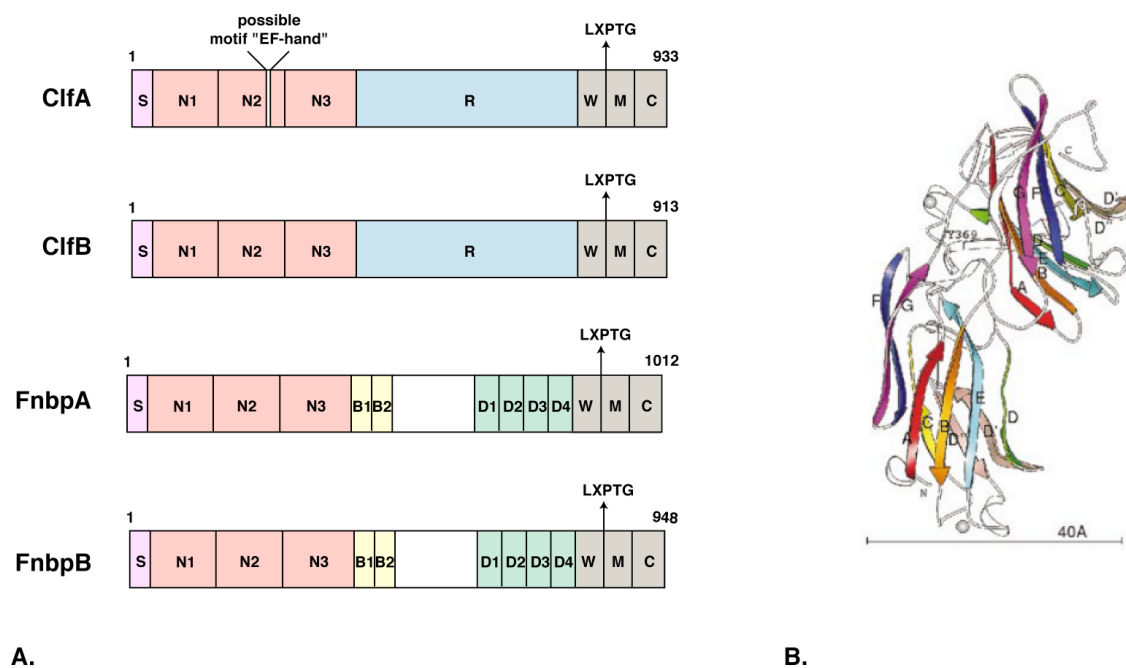 possible
motif "EF-hand"
LXPTG
1
933
ClfA
S N1 N2 N3 R W M C
LXPTG
1
913
ClfB
S N1 N2 N3 R W M C
LXPTG
1
1012
FnbpA
S N1 N2 N3 B1 B2 D1 D2 D3 D4 W M C
LXPTG
1
948
FnbpB
S N1 N2 N3 B1 B2 D1 D2 D3 D4 W M C
A.
C
G F C D'
D"
Y369
D
E
B
A
F G
E
D
A C B D" D'
N
40A
B.